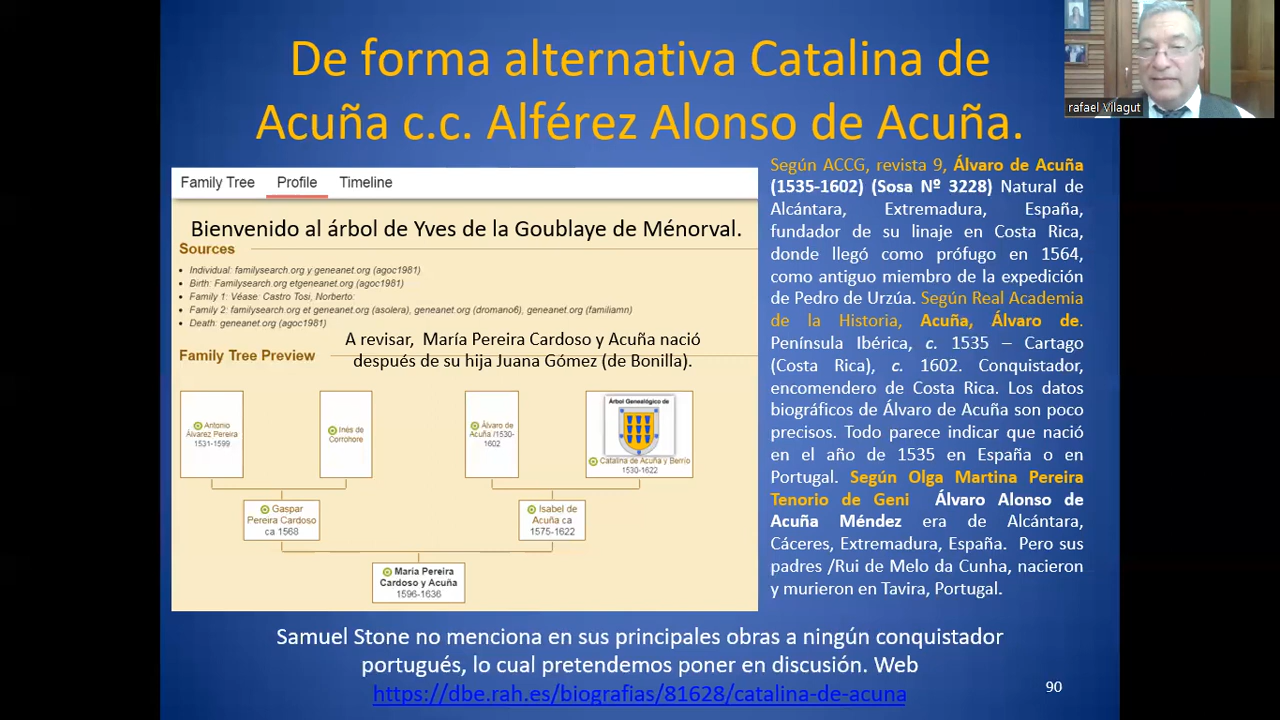 De forma alternativa Catalina de
Acuña c.c. Alférez Alonso de Acuña.
rafael Vilagut
Family Tree Profile Timeline
Bienvenido al árbol de Yves de la Goublaye de Ménorval.
Sources
• Individual: familysearch.org y geneanet.org (agoc1981)
• Birth: Familysearch.org etgeneanet.org (agoc1981)
• Family 1: Véase: Castro Tosi, Norberto:
• Family 2: familysearch.org et geneanet.org (asolera), geneanet.org (dromano6), geneanet.org (familiamn)
• Death: geneanet.org (agoc1981)
A revisar, María Pereira Cardoso y Acuña nació
después de su hija Juana Gómez (de Bonilla).
Family Tree Preview
Antonio
Álvarez Pereira
1531-1599
Inés de
Corrohore
Álvaro de
Acuña /1530-
1602
Árbol Genealógico de
Catalina de Acuña y Berrío
1530-1622
Gaspar
Pereira Cardoso
ca 1568
Isabel de
Acuña ca
1575-1622
María Pereira
Cardoso y Acuña
1596-1636
Según ACCG, revista 9, Álvaro de Acuña
(1535-1602) (Sosa Nº 3228) Natural de
Alcántara, Extremadura, España,
fundador de su linaje en Costa Rica,
donde llegó como prófugo en 1564,
como antiguo miembro de la expedición
de Pedro de Urzúa. Según Real Academia
de la Historia, Acuña, Álvaro de.
Península Ibérica, c. 1535 – Cartago
(Costa Rica), c. 1602. Conquistador,
encomendero de Costa Rica. Los datos
biográficos de Álvaro de Acuña son poco
precisos. Todo parece indicar que nació
en el año de 1535 en España o en
Portugal. Según Olga Martina Pereira
Tenorio de Geni Álvaro Alonso de
Acuña Méndez era de Alcántara,
Cáceres, Extremadura, España. Pero sus
padres /Rui de Melo da Cunha, nacieron
y murieron en Tavira, Portugal.
Samuel Stone no menciona en sus principales obras a ningún conquistador
portugués, lo cual pretendemos poner en discusión. Web
https://dbe.rah.es/biografias/81628/catalina-de-acuna
90